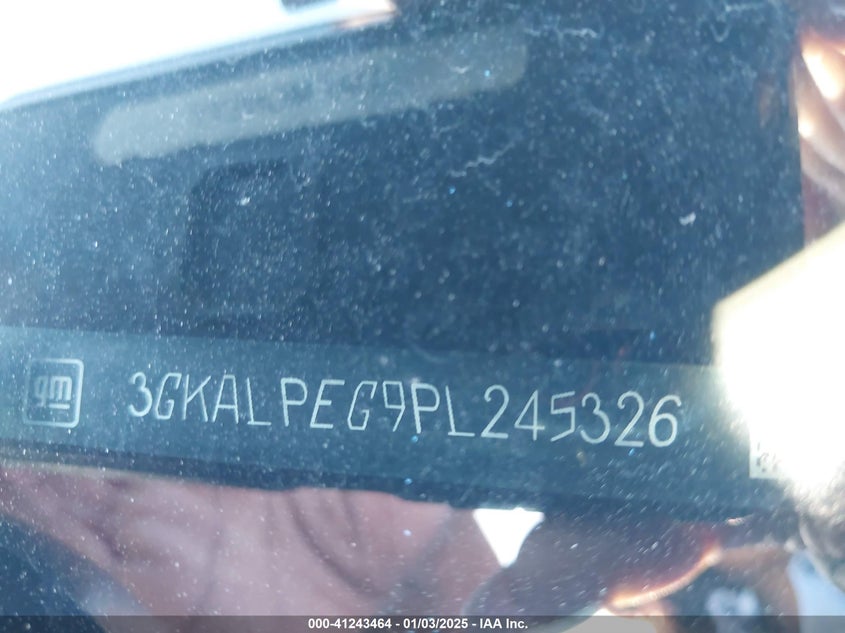 gm 3GKALPEG9PL245326
000-41243464 - 01/03/2025 - IAA Inc.